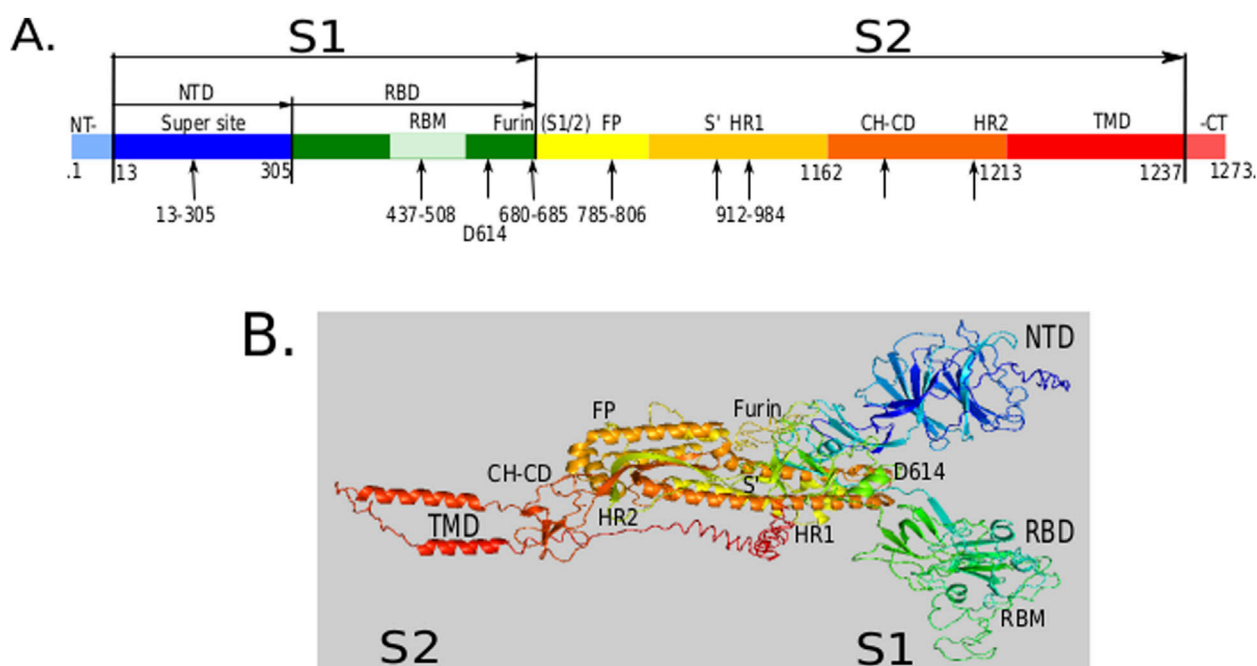 A.
S1 S2
NTD RBD
NT- Super site RBM Furin (S1/2) FP S' HR1 CH-CD HR2 TMD -CT
.1 13 305 1162 1213 1237 1273.
13-305 437-508 680-685 785-806 912-984
D614
B.
NTD
FP Furin
CH-CD D614
S'
TMD HR2 HR1 RBD
RBM
S2 S1